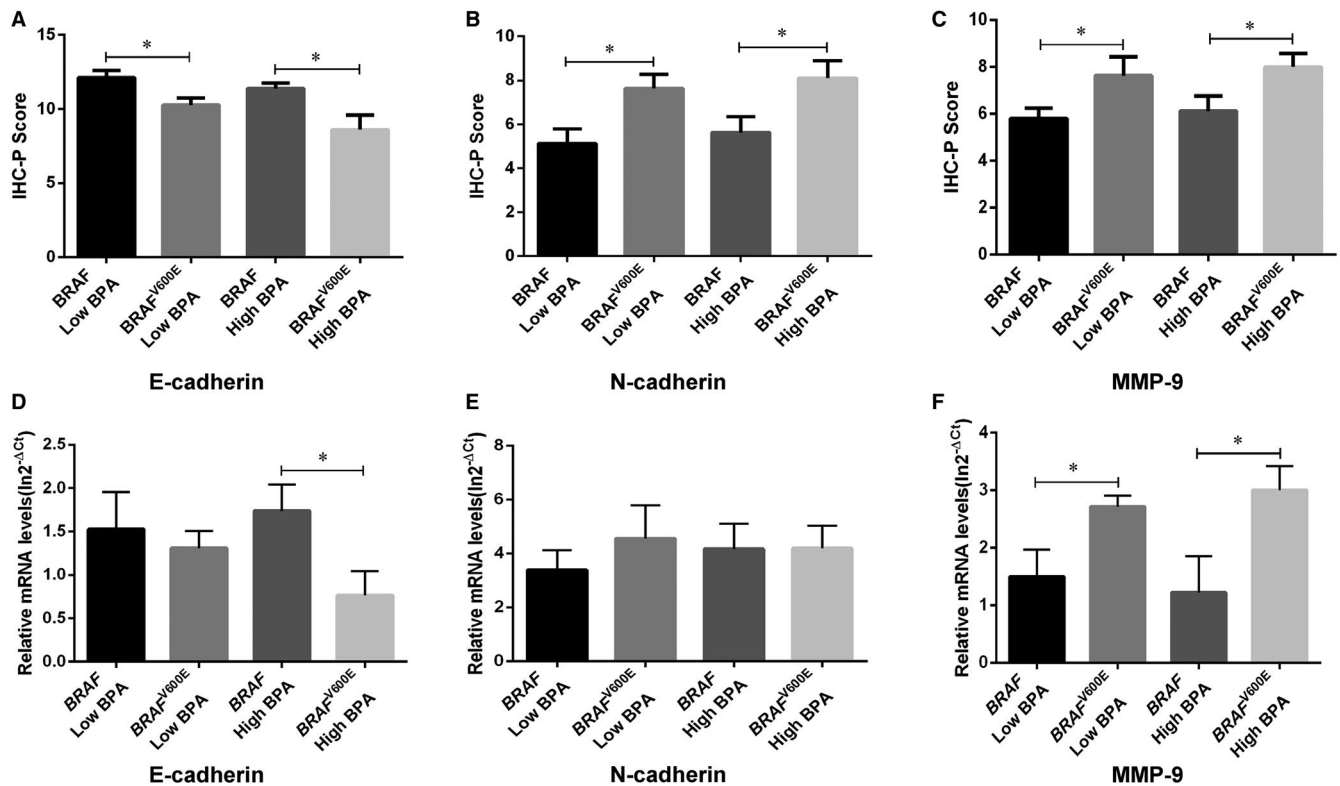 A
IHC-P Score
15
10
5
0
*
*
BRAF
Low BPA
BRAFV600E
Low BPA
BRAF
High BPA
BRAFV600E
High BPA
E-cadherin
B
IHC-P Score
10
8
6
4
2
0
*
*
BRAF
Low BPA
BRAFV600E
Low BPA
BRAF
High BPA
BRAFV600E
High BPA
N-cadherin
C
IHC-P Score
10
8
6
4
2
0
*
*
BRAF
Low BPA
BRAFV600E
Low BPA
BRAF
High BPA
BRAFV600E
High BPA
MMP-9
D
Relative mRNA levels(ln2-ΔCt)
2.5
2.0
1.5
1.0
0.5
0.0
*
BRAF
Low BPA
BRAFV600E
Low BPA
BRAF
High BPA
BRAFV600E
High BPA
E-cadherin
E
Relative mRNA levels(ln2-ΔCt)
8
6
4
2
0
BRAF
Low BPA
BRAFV600E
Low BPA
BRAF
High BPA
BRAFV600E
High BPA
N-cadherin
F
Relative mRNA levels(ln2-ΔCt)
4
3
2
1
0
*
*
BRAF
Low BPA
BRAFV600E
Low BPA
BRAF
High BPA
BRAFV600E
High BPA
MMP-9